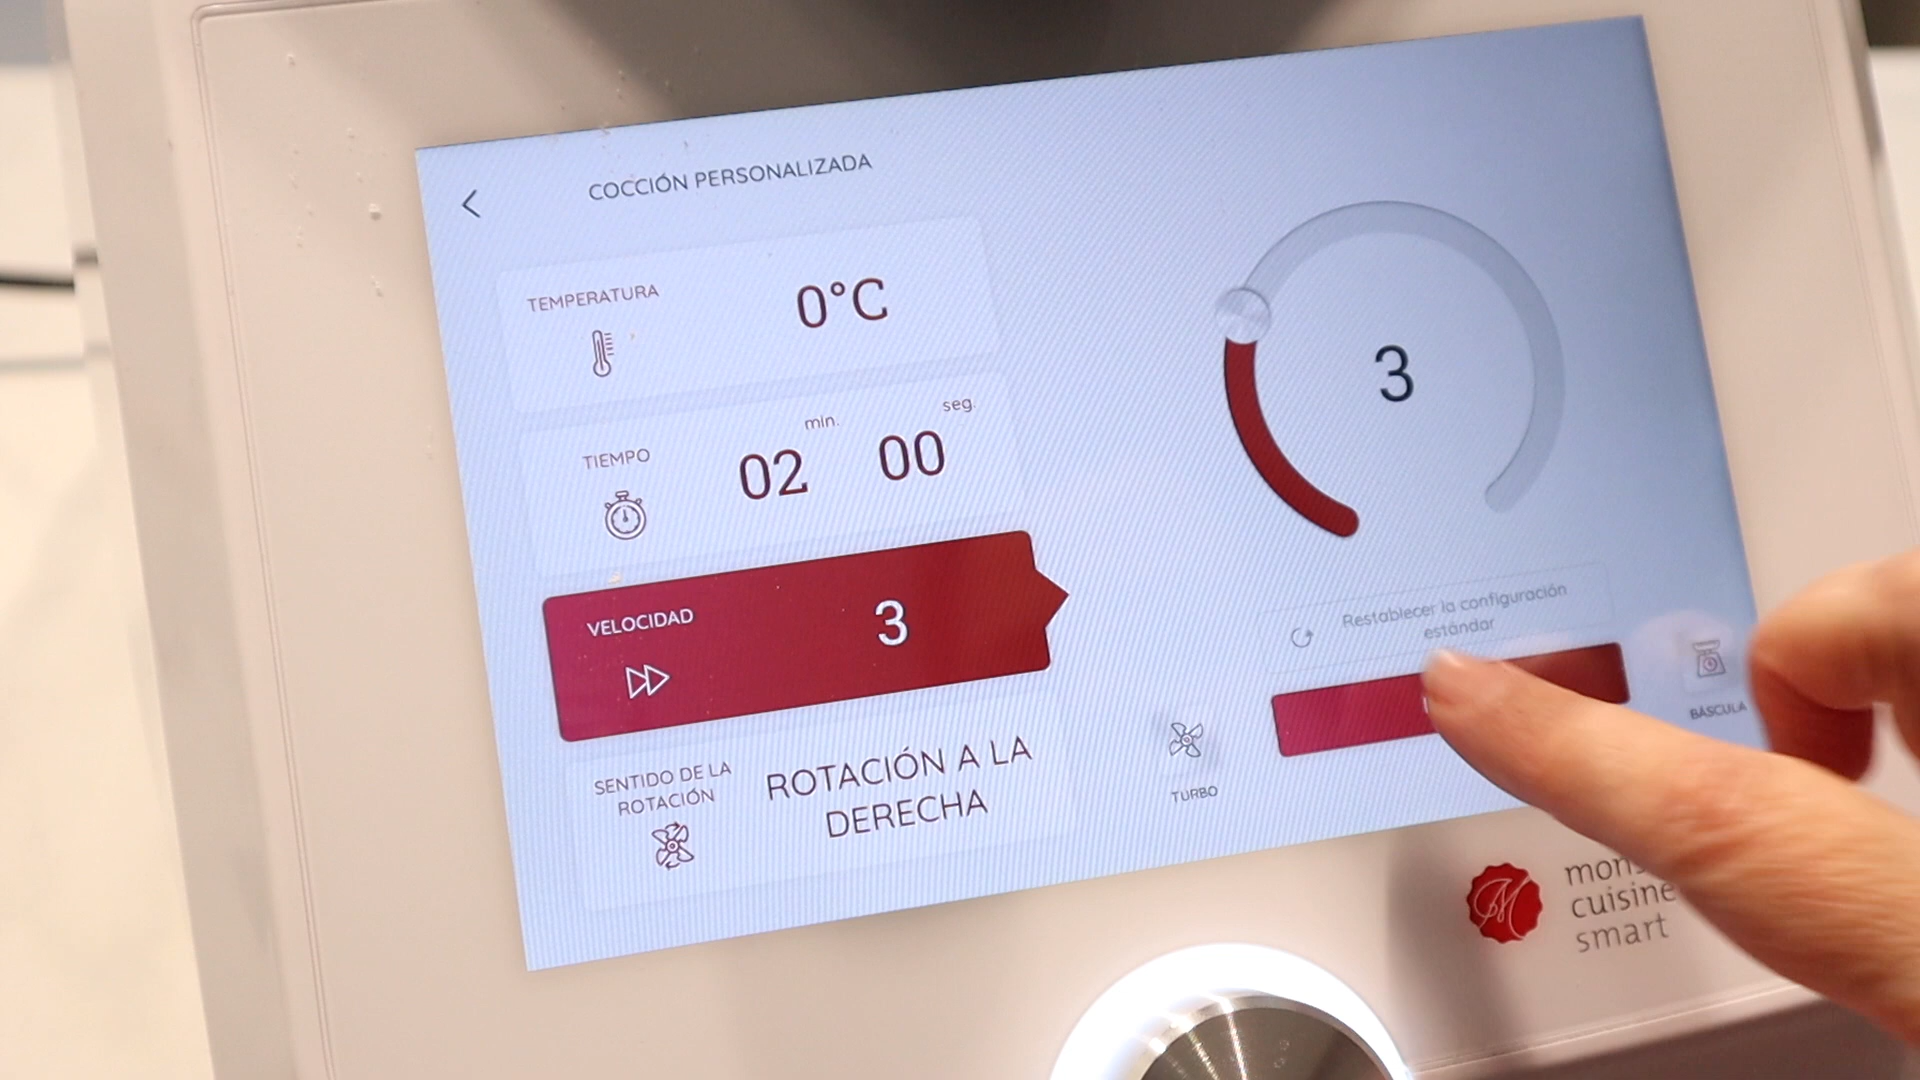 COCCIÓN PERSONALIZADA
TEMPERATURA
0°C
TIEMPO
02 min. 00 seg.
VELOCIDAD
3
SENTIDO DE LA
ROTACIÓN
ROTACIÓN A LA
DERECHA
3
Restablecer la configuración
estándar
TURBO
BÁSCULA
cuisine
smart